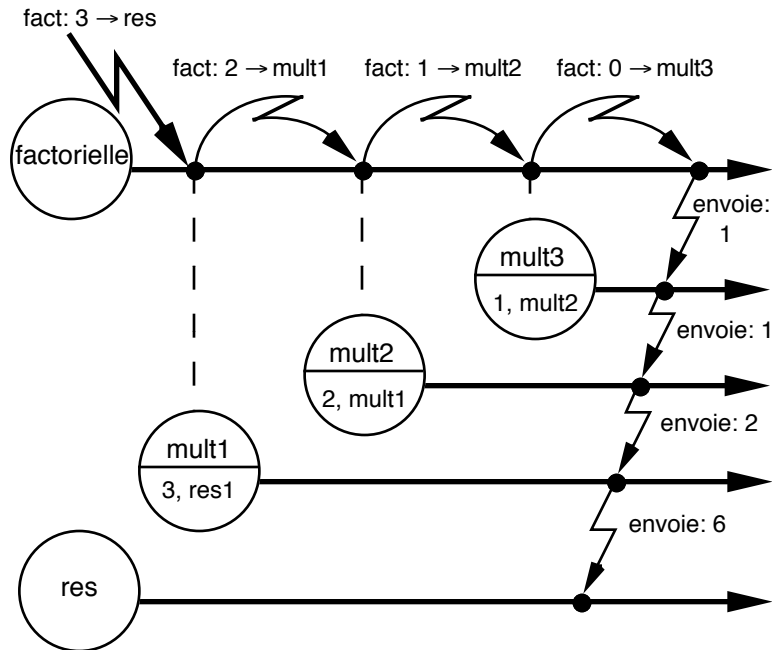 fact: 3 → res
fact: 2 → mult1
fact: 1 → mult2
fact: 0 → mult3
factorielle
envoie:
1
mult3
1, mult2
envoie: 1
mult2
2, mult1
envoie: 2
mult1
3, res1
envoie: 6
res